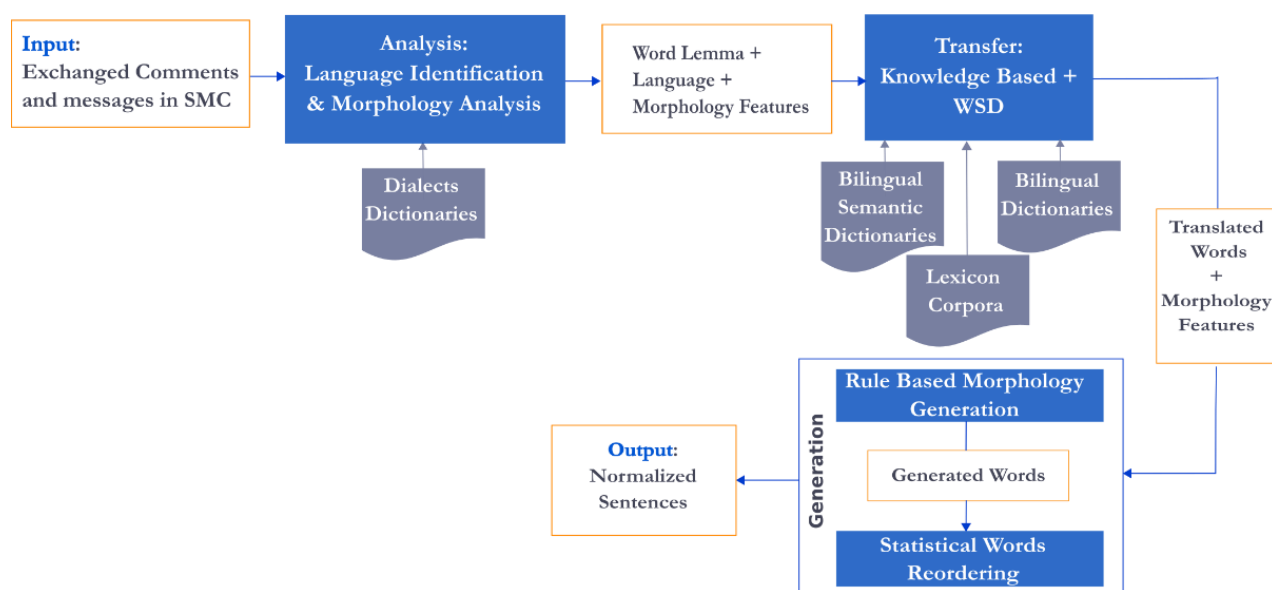 Input:
Exchanged Comments
and messages in SMC
Analysis:
Language Identification
& Morphology Analysis
Word Lemma +
Language +
Morphology Features
Transfer:
Knowledge Based +
WSD
Dialects
Dictionaries
Bilingual
Semantic
Dictionaries
Lexicon
Corpora
Bilingual
Dictionaries
Translated
Words
+
Morphology
Features
Generation
Rule Based Morphology
Generation
Generated Words
Statistical Words
Reordering
Output:
Normalized
Sentences